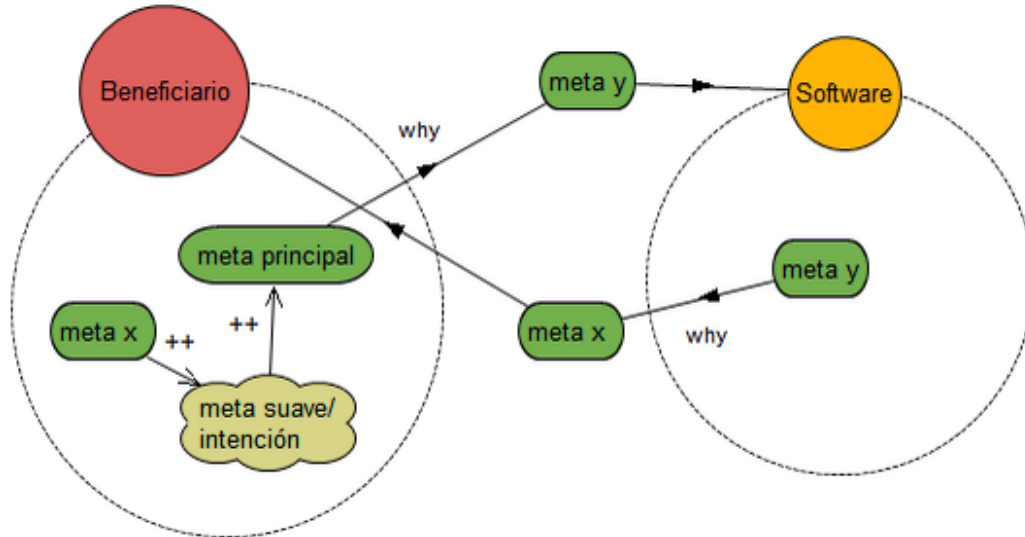 Beneficiario
meta y
Software
why
meta principal
meta y
meta x
++
++
meta x
why
meta suave/
intención